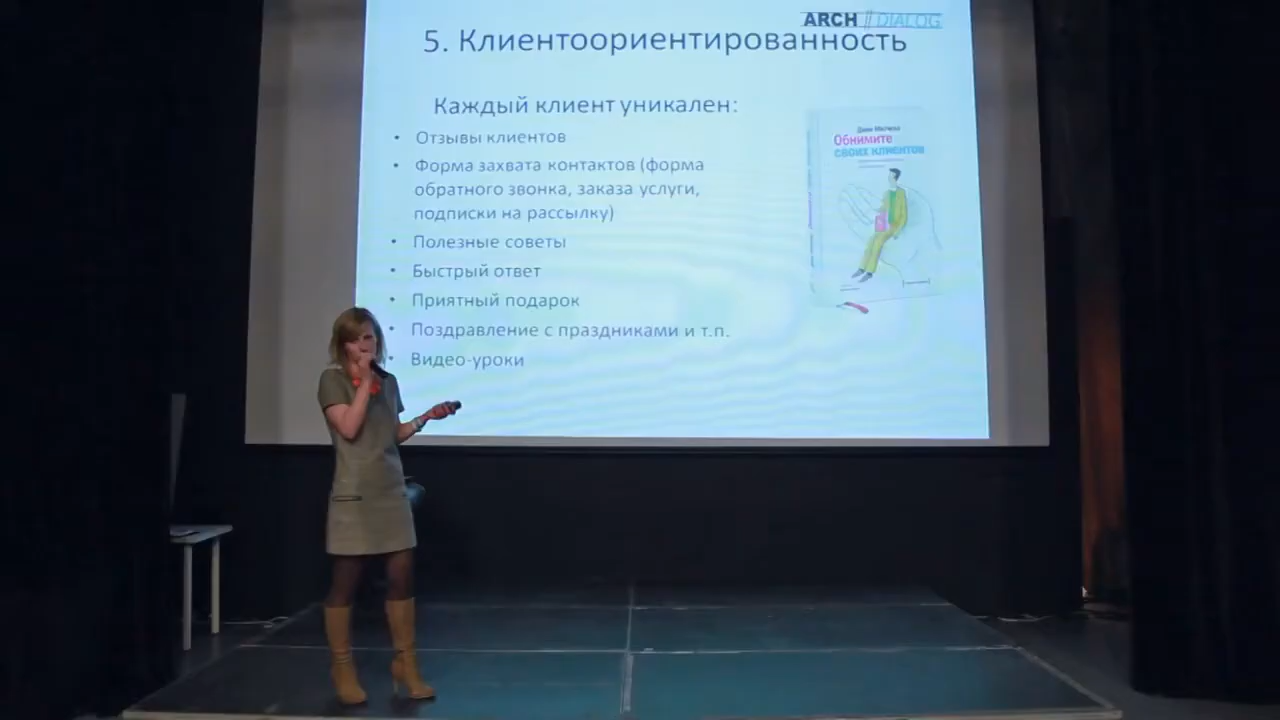 ARCH DIALOG
5. Клиентоориентированность
Каждый клиент уникален:
• Отзывы клиентов
• Форма захвата контактов (форма
обратного звонка, заказа услуги,
подписки на рассылку)
• Полезные советы
• Быстрый ответ
• Приятный подарок
• Поздравление с праздниками и т.п.
• Видео-уроки
Обнимите
СВОИХ КЛИЕНТОВ